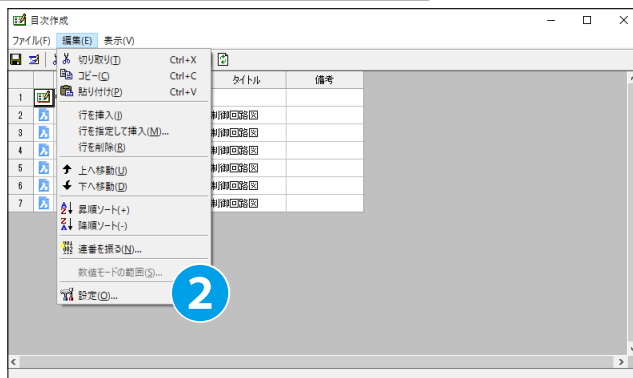 目次作成
ファイル(F) 編集(E) 表示(V)
切り取り(T) Ctrl+X
コピー(C) Ctrl+C
貼り付け(P) Ctrl+V
行を挿入(I)
行を指定して挿入(M)...
行を削除(R)
上へ移動(U)
下へ移動(D)
昇順ソート(+)
降順ソート(-)
連番を振る(N)...
数値モードの範囲(S)...
設定(O)...
2
タイトル 備考
1
2 制御回路図
3 制御回路図
4 制御回路図
5 制御回路図
6 制御回路図
7 制御回路図